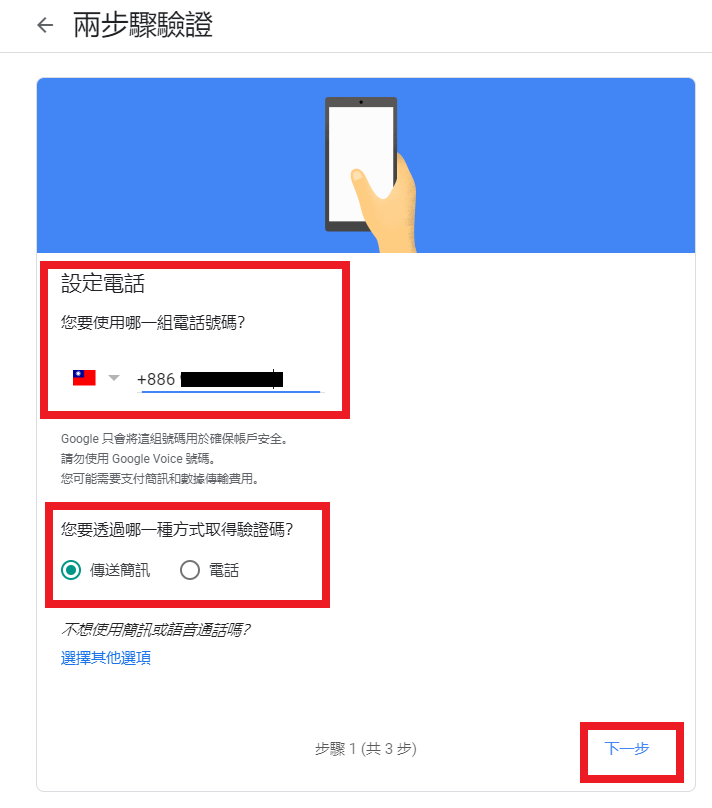 兩步驟驗證
設定電話
您要使用哪一組電話號碼?
+886
Google 只會將這組號碼用於確保帳戶安全。
請勿使用 Google Voice 號碼。
您可能需要支付簡訊和數據傳輸費用。
您要透過哪一種方式取得驗證碼?
傳送簡訊 電話
不想使用簡訊或語音通話嗎?
選擇其他選項
步驟 1 (共 3 步) 下一步